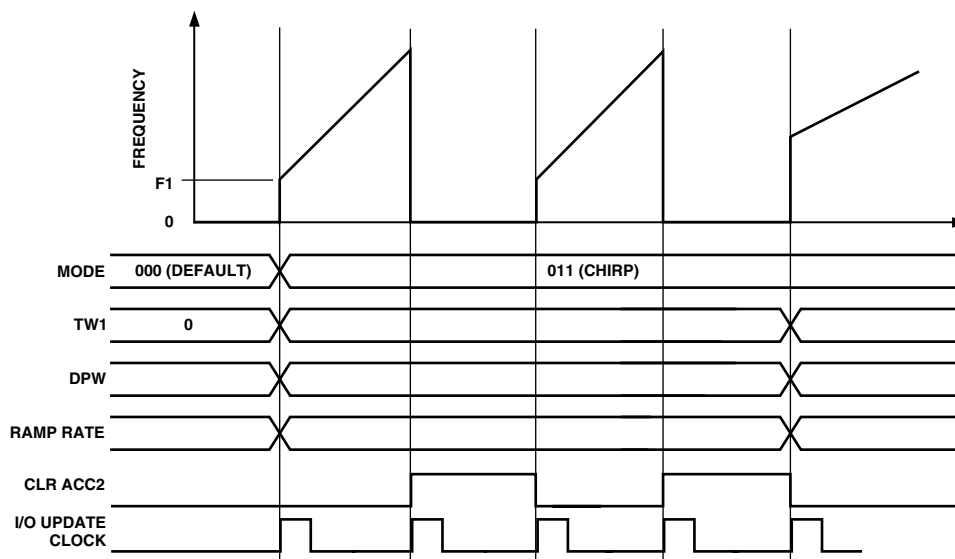 FREQUENCY
F1
0
MODE
000 (DEFAULT)
011 (CHIRP)
TW1
0
DPW
RAMP RATE
CLR ACC2
I/O UPDATE
CLOCK